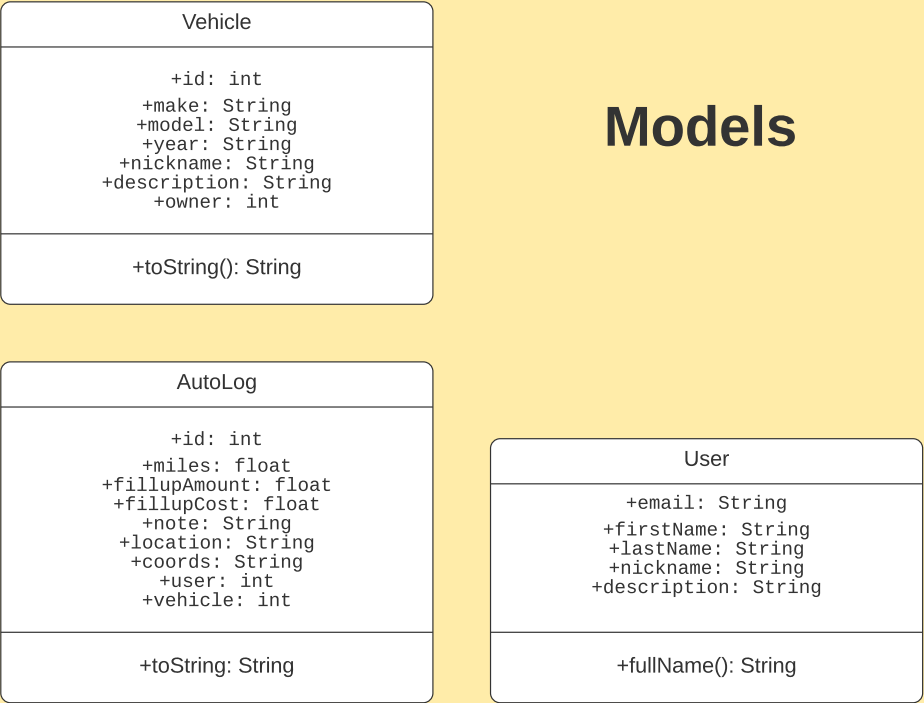 Vehicle
+id: int
+make: String
+model: String
+year: String
+nickname: String
+description: String
+owner: int
+toString(): String
Models
AutoLog
+id: int
+miles: float
+fillupAmount: float
+fillupCost: float
+note: String
+location: String
+coords: String
+user: int
+vehicle: int
+toString: String
User
+email: String
+firstName: String
+lastName: String
+nickname: String
+description: String
+fullName(): String